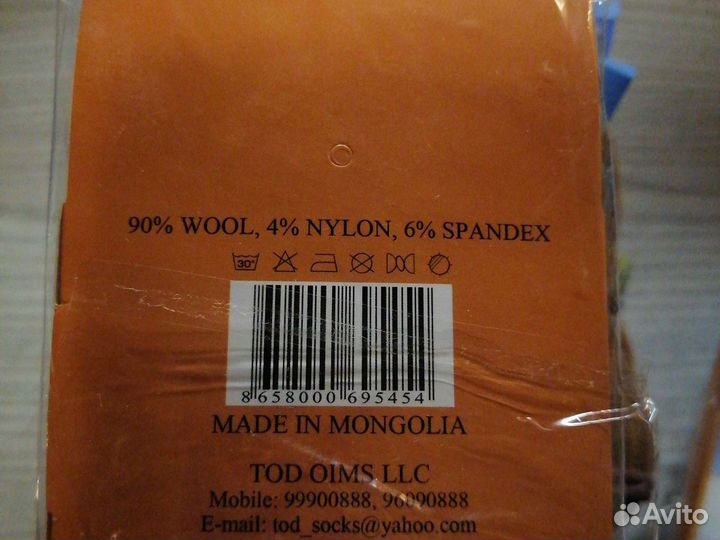 90% WOOL, 4% NYLON, 6% SPANDEX
30°
8 658000 695454
MADE IN MONGOLIA
TOD OIMS LLC
Mobile: 99900888, 96090888
E-mail: tod_socks@yahoo.com
Avito